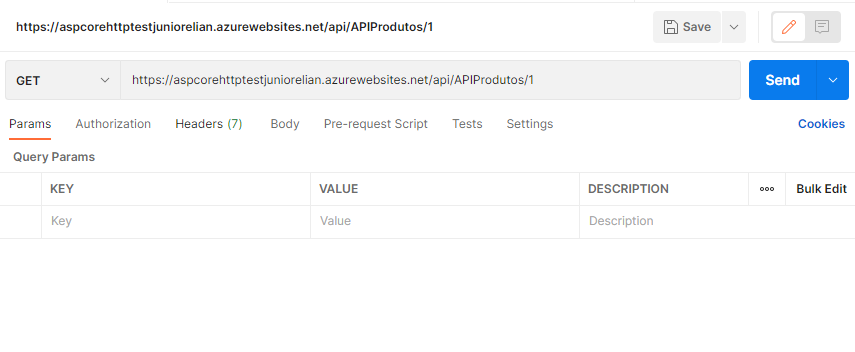 https://aspcorehttptestjuniorelian.azurewebsites.net/api/APIProdutos/1 Save
GET https://aspcorehttptestjuniorelian.azurewebsites.net/api/APIProdutos/1 Send
Params Authorization Headers (7) Body Pre-request Script Tests Settings Cookies
Query Params
KEY VALUE DESCRIPTION Bulk Edit
Key Value Description